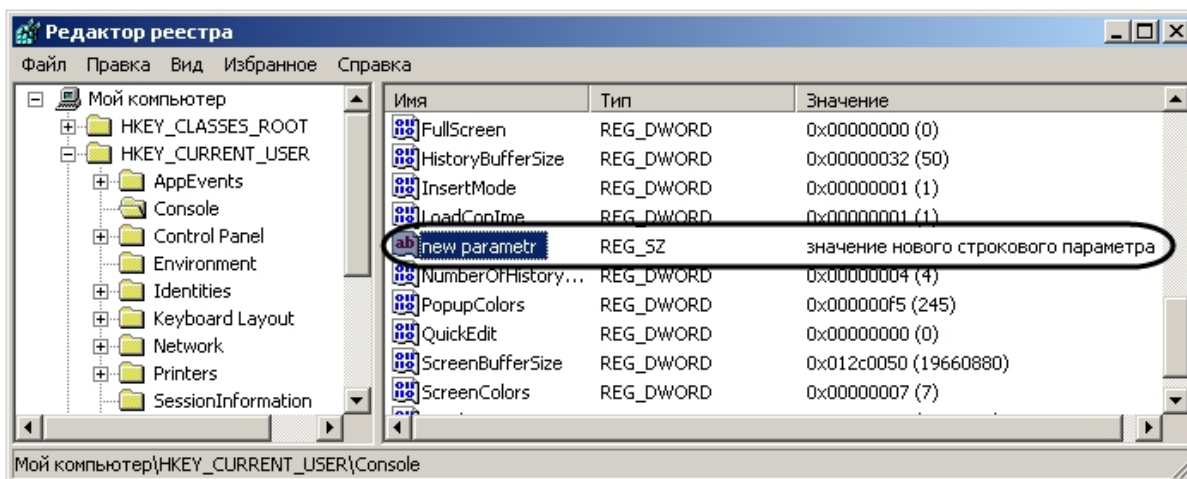 Редактор реестра
Файл Правка Вид Избранное Справка
Мой компьютер
HKEY_CLASSES_ROOT
HKEY_CURRENT_USER
AppEvents
Console
Control Panel
Environment
Identities
Keyboard Layout
Network
Printers
SessionInformation
Имя Тип Значение
FullScreen REG_DWORD 0x00000000 (0)
HistoryBufferSize REG_DWORD 0x00000032 (50)
InsertMode REG_DWORD 0x00000001 (1)
LoadConIme REG_DWORD 0x00000001 (1)
new parametr REG_SZ значение нового строкового параметра
NumberOfHistory... REG_DWORD 0x00000004 (4)
PopupColors REG_DWORD 0x000000f5 (245)
QuickEdit REG_DWORD 0x00000000 (0)
ScreenBufferSize REG_DWORD 0x012c0050 (19660880)
ScreenColors REG_DWORD 0x00000007 (7)
Мой компьютер\HKEY_CURRENT_USER\Console